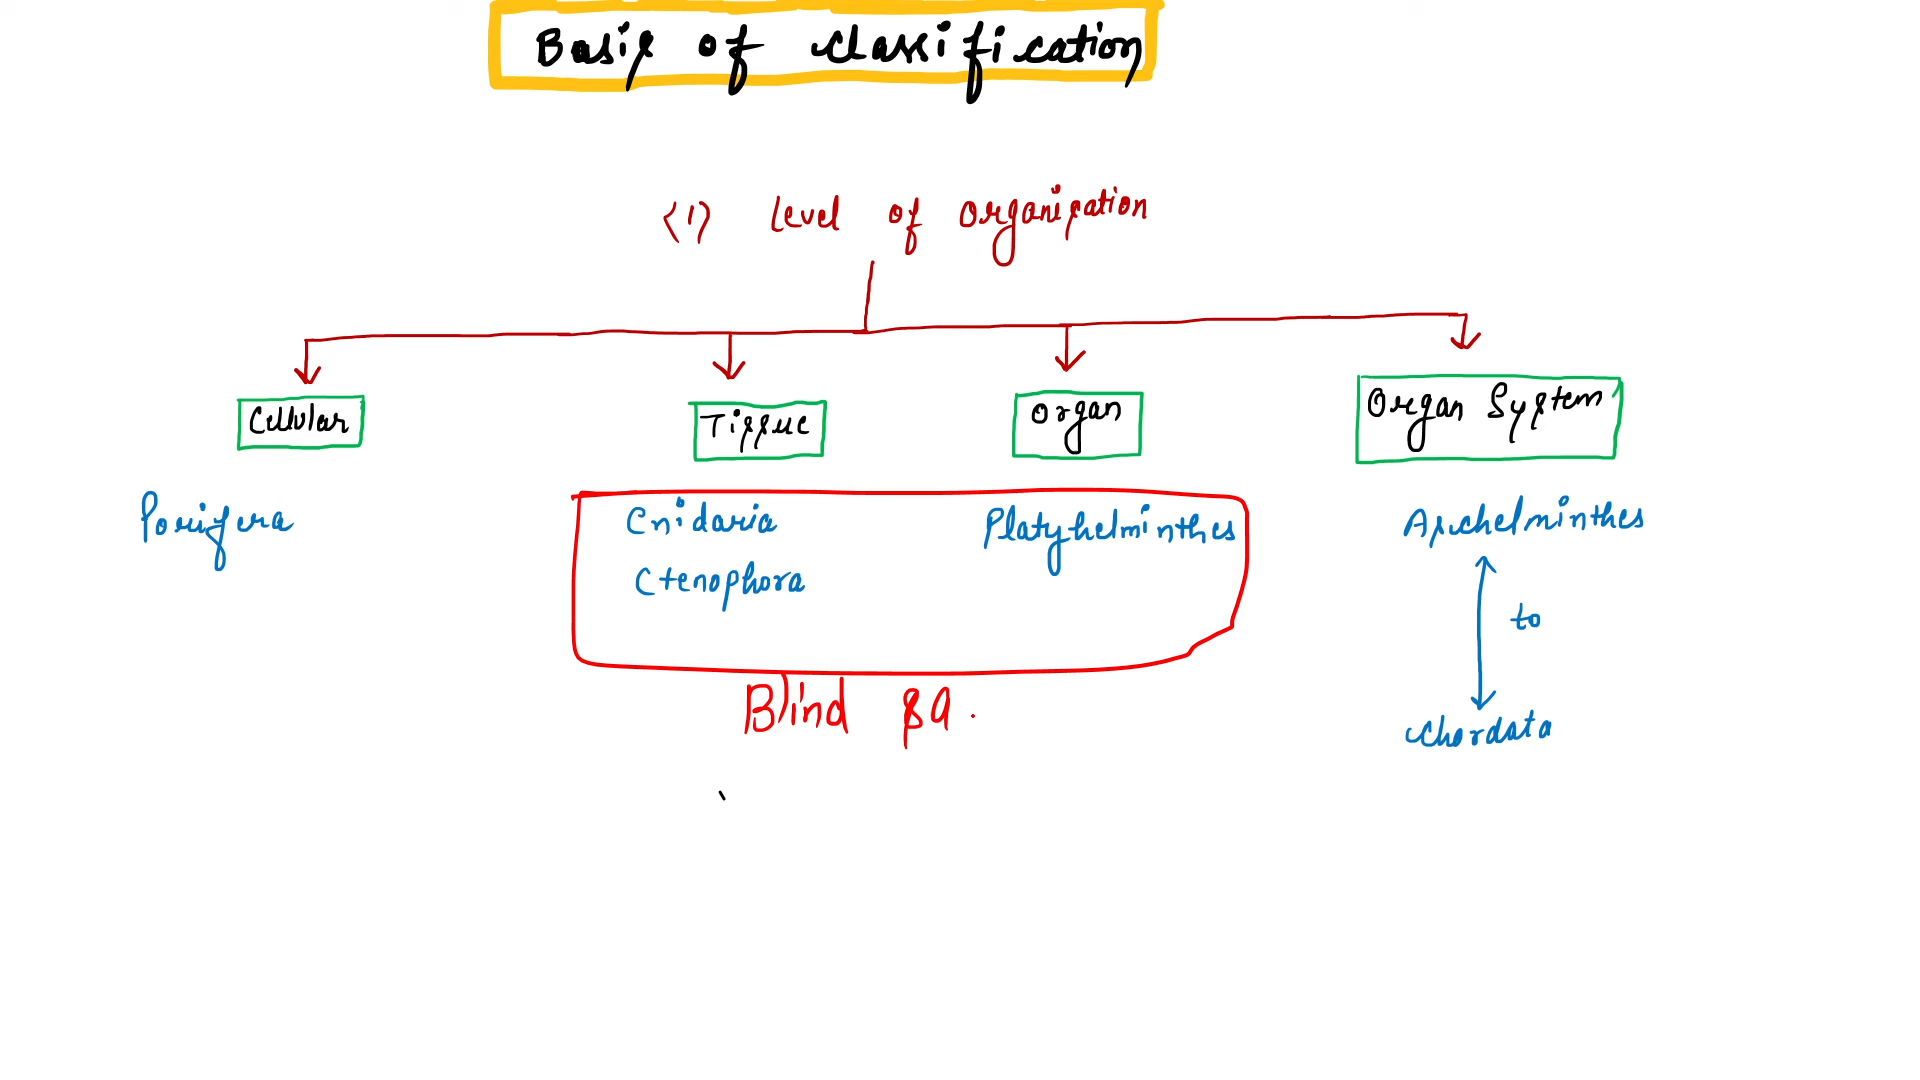 Basis of classification
(1) Level of organisation
Cellular
Tissue
Organ
Organ System
Porifera
Cnidaria
Platyhelminthes
Aschelminthes
Ctenophora
to
Blind
Chordata